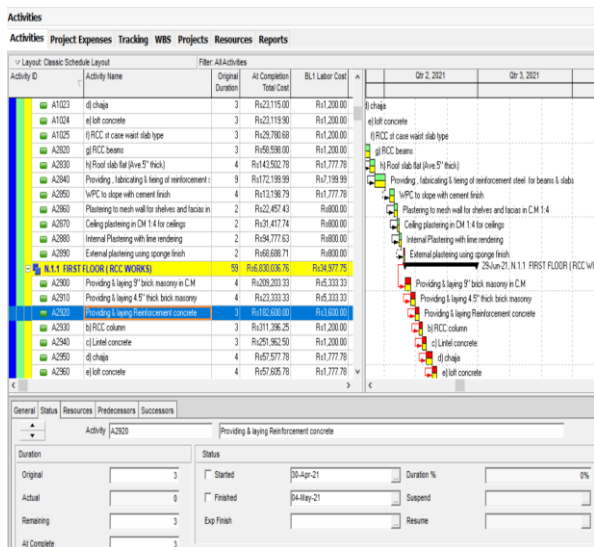 Activities
Activities Project Expenses Tracking WBS Projects Resources Reports
Layout: Classic Schedule Layout Filter: All Activities
Activity ID Activity Name Original Duration At Completion Total Cost BL1 Labor Cost Qtr 2, 2021 Qtr 3, 2021
A1023 d) chajja 3 Rs23,115.00 Rs1,200.00 d) chajja
A1024 e) loft concrete 3 Rs23,119.90 Rs1,200.00 e) loft concrete
A1025 f) RCC st case waist slab type 3 Rs29,780.68 Rs1,200.00 f) RCC st case waist slab type
A2820 g) RCC beams : 3 Rs58,598.00 Rs1,200.00 g) RCC beams :
A2830 h) Roof slab flat (Ave.5" thick) 4 Rs143,502.78 Rs1,777.78 h) Roof slab flat (Ave.5" thick)
A2840 Providing , fabricating & tieing of reinforcement s 9 Rs172,199.99 Rs7,199.99 Providing , fabricating & tieing of reinforcement steel for beams & slabs
A2850 WPC to slope with cement finish 4 Rs13,198.79 Rs1,777.78 WPC to slope with cement finish
A2860 Plastering to mesh wall for shelves and facias in 2 Rs22,457.43 Rs800.00 Plastering to mesh wall for shelves and facias in C.M 1:4
A2870 Ceiling plastering in CM 1:4 for ceilings 2 Rs31,417.74 Rs800.00 Ceiling plastering in CM 1:4 for ceilings
A2880 Internal Plastering with lime rendering 2 Rs94,777.63 Rs800.00 Internal Plastering with lime rendering
A2890 External plastering using sponge finish 2 Rs68,688.71 Rs800.00 External plastering using sponge finish
N.1.1 FIRST FLOOR ( RCC WORKS) 59 Rs6,830,036.76 Rs34,977.75 29-Jun-21, N.1.1 FIRST FLOOR ( RCC WO
A2900 Providing & laying 9" brick masonry in C.M 4 Rs209,203.33 Rs5,333.33 Providing & laying 9" brick masonry in C.M
A2910 Providing & laying 4.5" thick brick masonry 4 Rs23,333.33 Rs5,333.33 Providing & laying 4.5" thick brick masonry
A2920 Providing & laying Reinforcement concrete 3 Rs182,600.00 Rs3,600.00 Providing & laying Reinforcement concrete
A2930 b) RCC column 3 Rs311,396.25 Rs1,200.00 b) RCC column
A2940 c) Lintel concrete 3 Rs251,962.50 Rs1,200.00 c) Lintel concrete
A2950 d) chajja 4 Rs57,577.78 Rs1,777.78 d) chajja
A2960 e) loft concrete 4 Rs57,605.78 Rs1,777.78 e) loft concrete
General Status Resources Predecessors Successors
Activity A2920 Providing & laying Reinforcement concrete
Duration Status
Original 3 Started 30-Apr-21 Duration % 0%
Actual 0 Finished 04-May-21 Suspend
Remaining 3 Exp Finish Resume
At Complete 3